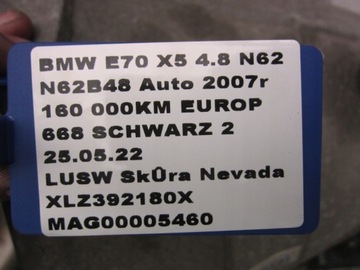 BMW E70 X5 4.8 N62
N62B48 Auto 2007r
160 000KM EUROP
668 SCHWARZ 2
25.05.22
LUSW SkÛra Nevada
XLZ392180X
MAG00005460